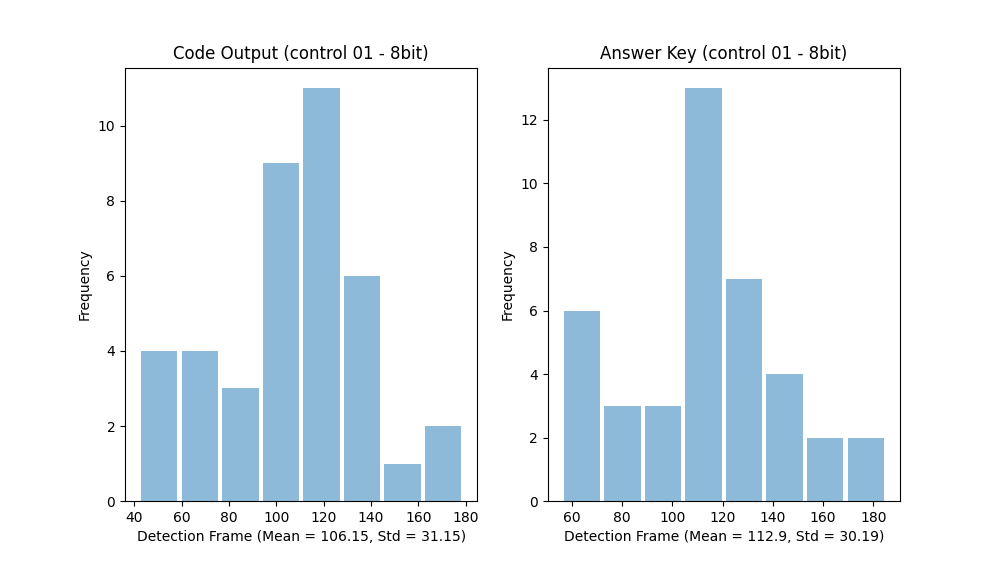 Code Output (control 01 - 8bit)
Frequency
10
8
6
4
2
0
40 60 80 100 120 140 160 180
Detection Frame (Mean = 106.15, Std = 31.15)
Answer Key (control 01 - 8bit)
Frequency
12
10
8
6
4
2
0
60 80 100 120 140 160 180
Detection Frame (Mean = 112.9, Std = 30.19)